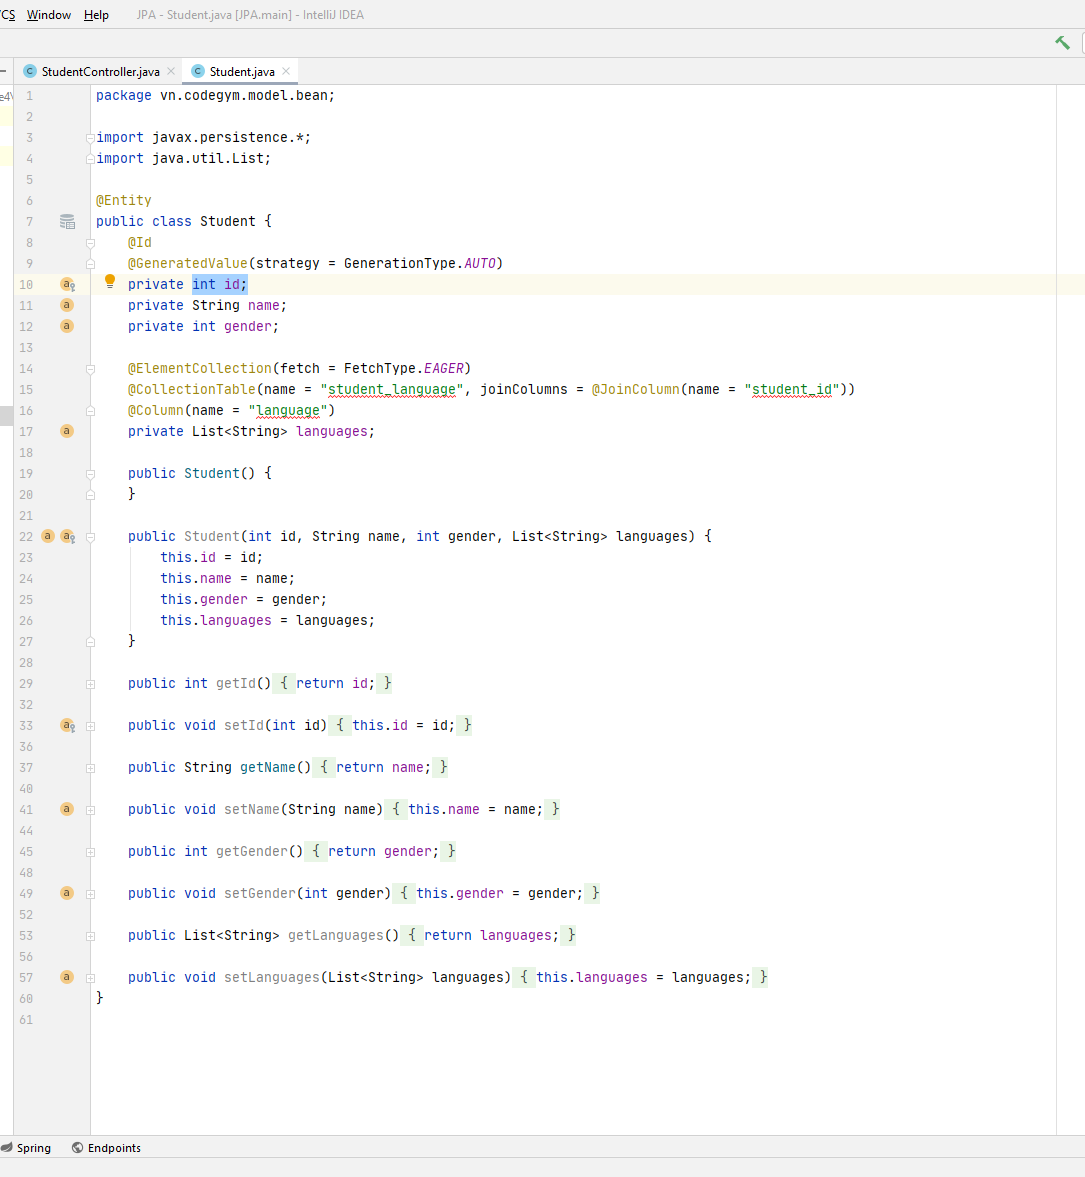 CS Window Help JPA - Student.java [JPA.main] - IntelliJ IDEA
StudentController.java Student.java
1 package vn.codegym.model.bean;
2
3 import javax.persistence.*;
4 import java.util.List;
5
6 @Entity
7 public class Student {
8 @Id
9 @GeneratedValue(strategy = GenerationType.AUTO)
10 private int id;
11 private String name;
12 private int gender;
13
14 @ElementCollection(fetch = FetchType.EAGER)
15 @CollectionTable(name = "student_language", joinColumns = @JoinColumn(name = "student_id"))
16 @Column(name = "language")
17 private List<String> languages;
18
19 public Student() {
20 }
21
22 public Student(int id, String name, int gender, List<String> languages) {
23 this.id = id;
24 this.name = name;
25 this.gender = gender;
26 this.languages = languages;
27 }
28
29 public int getId() { return id; }
32
33 public void setId(int id) { this.id = id; }
36
37 public String getName() { return name; }
40
41 public void setName(String name) { this.name = name; }
44
45 public int getGender() { return gender; }
48
49 public void setGender(int gender) { this.gender = gender; }
52
53 public List<String> getLanguages() { return languages; }
56
57 public void setLanguages(List<String> languages) { this.languages = languages; }
60 }
61
Spring Endpoints